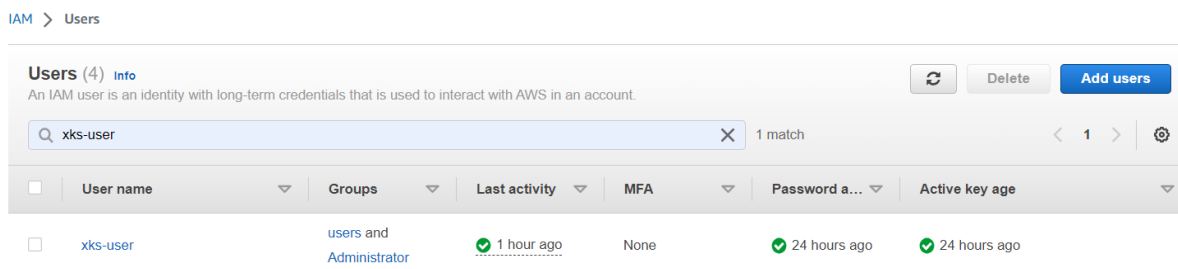 IAM > Users
Users (4) Info
Delete
Add users
An IAM user is an identity with long-term credentials that is used to interact with AWS in an account.
xks-user
1 match
1
User name
Groups
Last activity
MFA
Password a...
Active key age
xks-user
users and
Administrator
1 hour ago
None
24 hours ago
24 hours ago